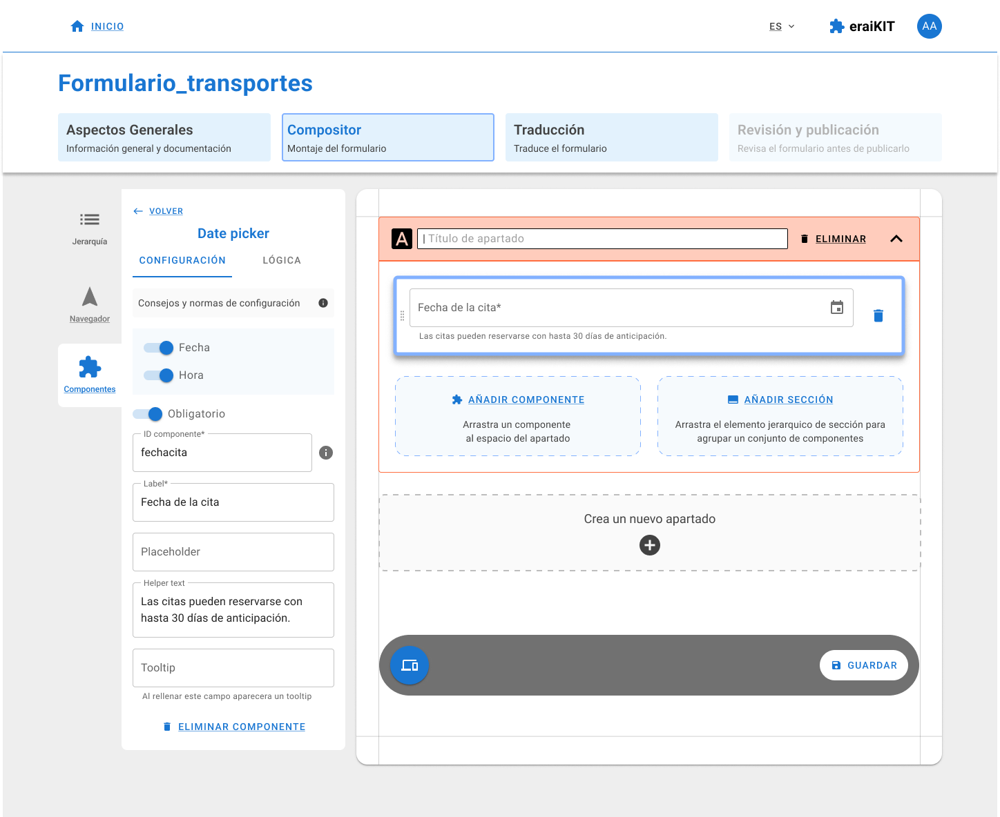 INICIO
ES
eraiKIT
AA
Formulario_transportes
Aspectos Generales
Información general y documentación
Compositor
Montaje del formulario
Traducción
Traduce el formulario
Revisión y publicación
Revisa el formulario antes de publicarlo
Jerarquía
Navegador
Componentes
VOLVER
Date picker
CONFIGURACIÓN
LÓGICA
Consejos y normas de configuración
Fecha
Hora
Obligatorio
ID componente*
fechacita
Label*
Fecha de la cita
Placeholder
Helper text
Las citas pueden reservarse con
hasta 30 días de anticipación.
Tooltip
Al rellenar este campo aparecera un tooltip
ELIMINAR COMPONENTE
A
Título de apartado
ELIMINAR
Fecha de la cita*
Las citas pueden reservarse con hasta 30 días de anticipación.
AÑADIR COMPONENTE
Arrastra un componente
al espacio del apartado
AÑADIR SECCIÓN
Arrastra el elemento jerarquico de sección para
agrupar un conjunto de componentes
Crea un nuevo apartado
GUARDAR